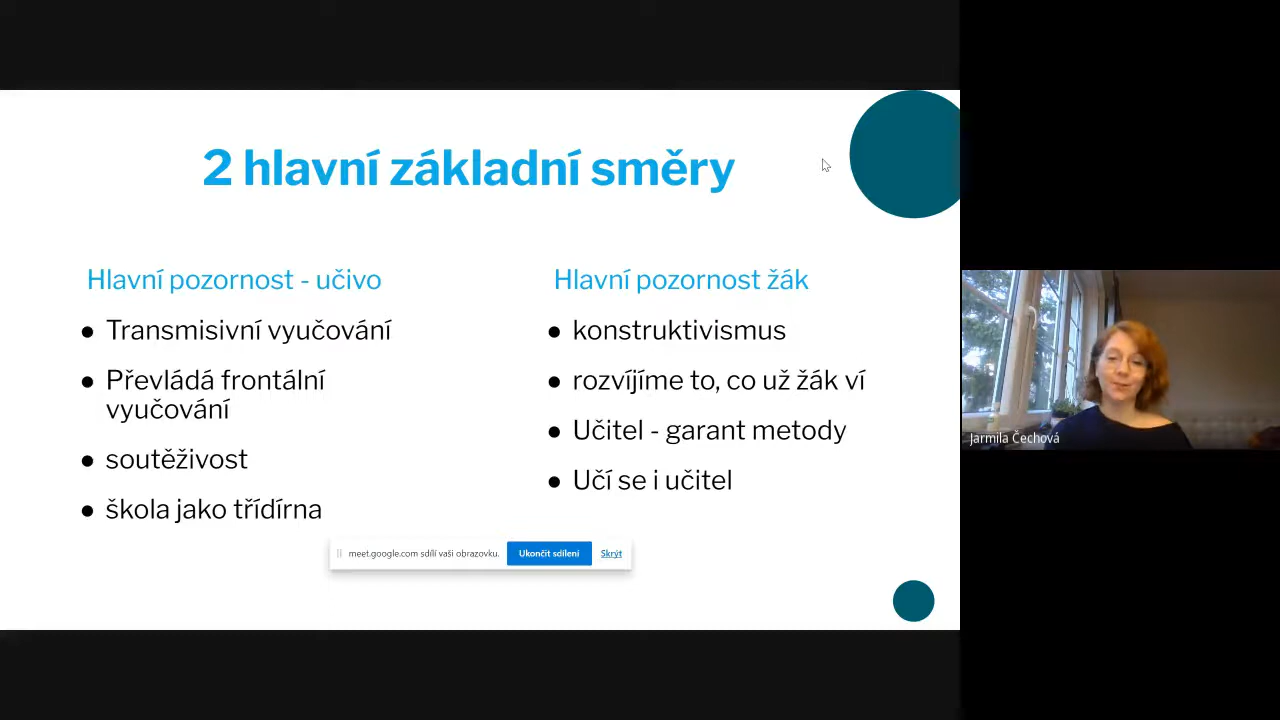 2 hlavní základní směry
Hlavní pozornost - učivo
● Transmisivní vyučování
● Převládá frontální
vyučování
● soutěživost
● škola jako třídírna
Hlavní pozornost žák
● konstruktivismus
● rozvíjíme to, co už žák ví
● Učitel - garant metody
● Učí se i učitel
meet.google.com sdílí vaši obrazovku. Ukončit sdílení Skrýt
Jarmila Čechová